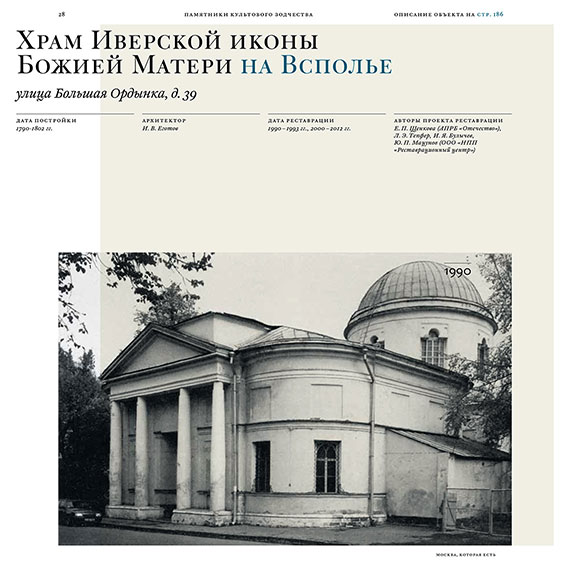 28 ПАМЯТНИКИ КУЛЬТОВОГО ЗОДЧЕСТВА ОПИСАНИЕ ОБЪЕКТА НА СТР. 186
Храм Иверской иконы
Божией Матери на Всполье
улица Большая Ордынка, д. 39
ДАТА ПОСТРОЙКИ
1790-1802 гг.
АРХИТЕКТОР
И. В. Еготов
ДАТА РЕСТАВРАЦИИ
1990–1993 гг., 2000–2012 гг.
АВТОРЫ ПРОЕКТА РЕСТАВРАЦИИ
Е. П. Щенкова (АПРБ «Отечество»),
Л. Э. Тепфер, И. Я. Булычев,
Ю. П. Мацунов (ООО «НПП
«Реставрационный центр»)
1990
МОСКВА, КОТОРАЯ ЕСТЬ